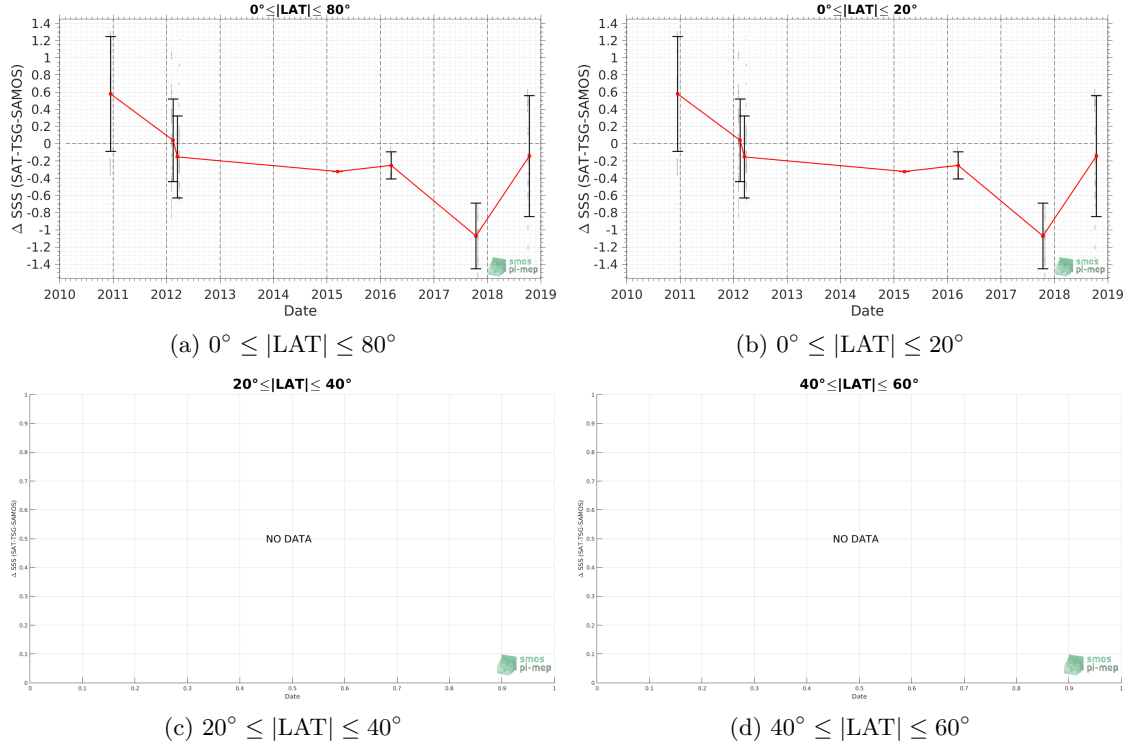 0°≤|LAT|≤ 80°
Δ SSS (SAT-TSG-SAMOS)
1.4
1.2
1
0.8
0.6
0.4
0.2
0
-0.2
-0.4
-0.6
-0.8
-1
-1.2
-1.4
2010 2011 2012 2013 2014 2015 2016 2017 2018 2019
Date
smos
pi-mep
(a) 0° ≤ |LAT| ≤ 80°
0°≤|LAT|≤ 20°
Δ SSS (SAT-TSG-SAMOS)
1.4
1.2
1
0.8
0.6
0.4
0.2
0
-0.2
-0.4
-0.6
-0.8
-1
-1.2
-1.4
2010 2011 2012 2013 2014 2015 2016 2017 2018 2019
Date
smos
pi-mep
(b) 0° ≤ |LAT| ≤ 20°
20°≤|LAT|≤ 40°
Δ SSS (SAT-TSG-SAMOS)
1
0.9
0.8
0.7
0.6
0.5
0.4
0.3
0.2
0.1
0
NO DATA
0 0.1 0.2 0.3 0.4 0.5 0.6 0.7 0.8 0.9 1
Date
smos
pi-mep
(c) 20° ≤ |LAT| ≤ 40°
40°≤|LAT|≤ 60°
Δ SSS (SAT-TSG-SAMOS)
1
0.9
0.8
0.7
0.6
0.5
0.4
0.3
0.2
0.1
0
NO DATA
0 0.1 0.2 0.3 0.4 0.5 0.6 0.7 0.8 0.9 1
Date
smos
pi-mep
(d) 40° ≤ |LAT| ≤ 60°